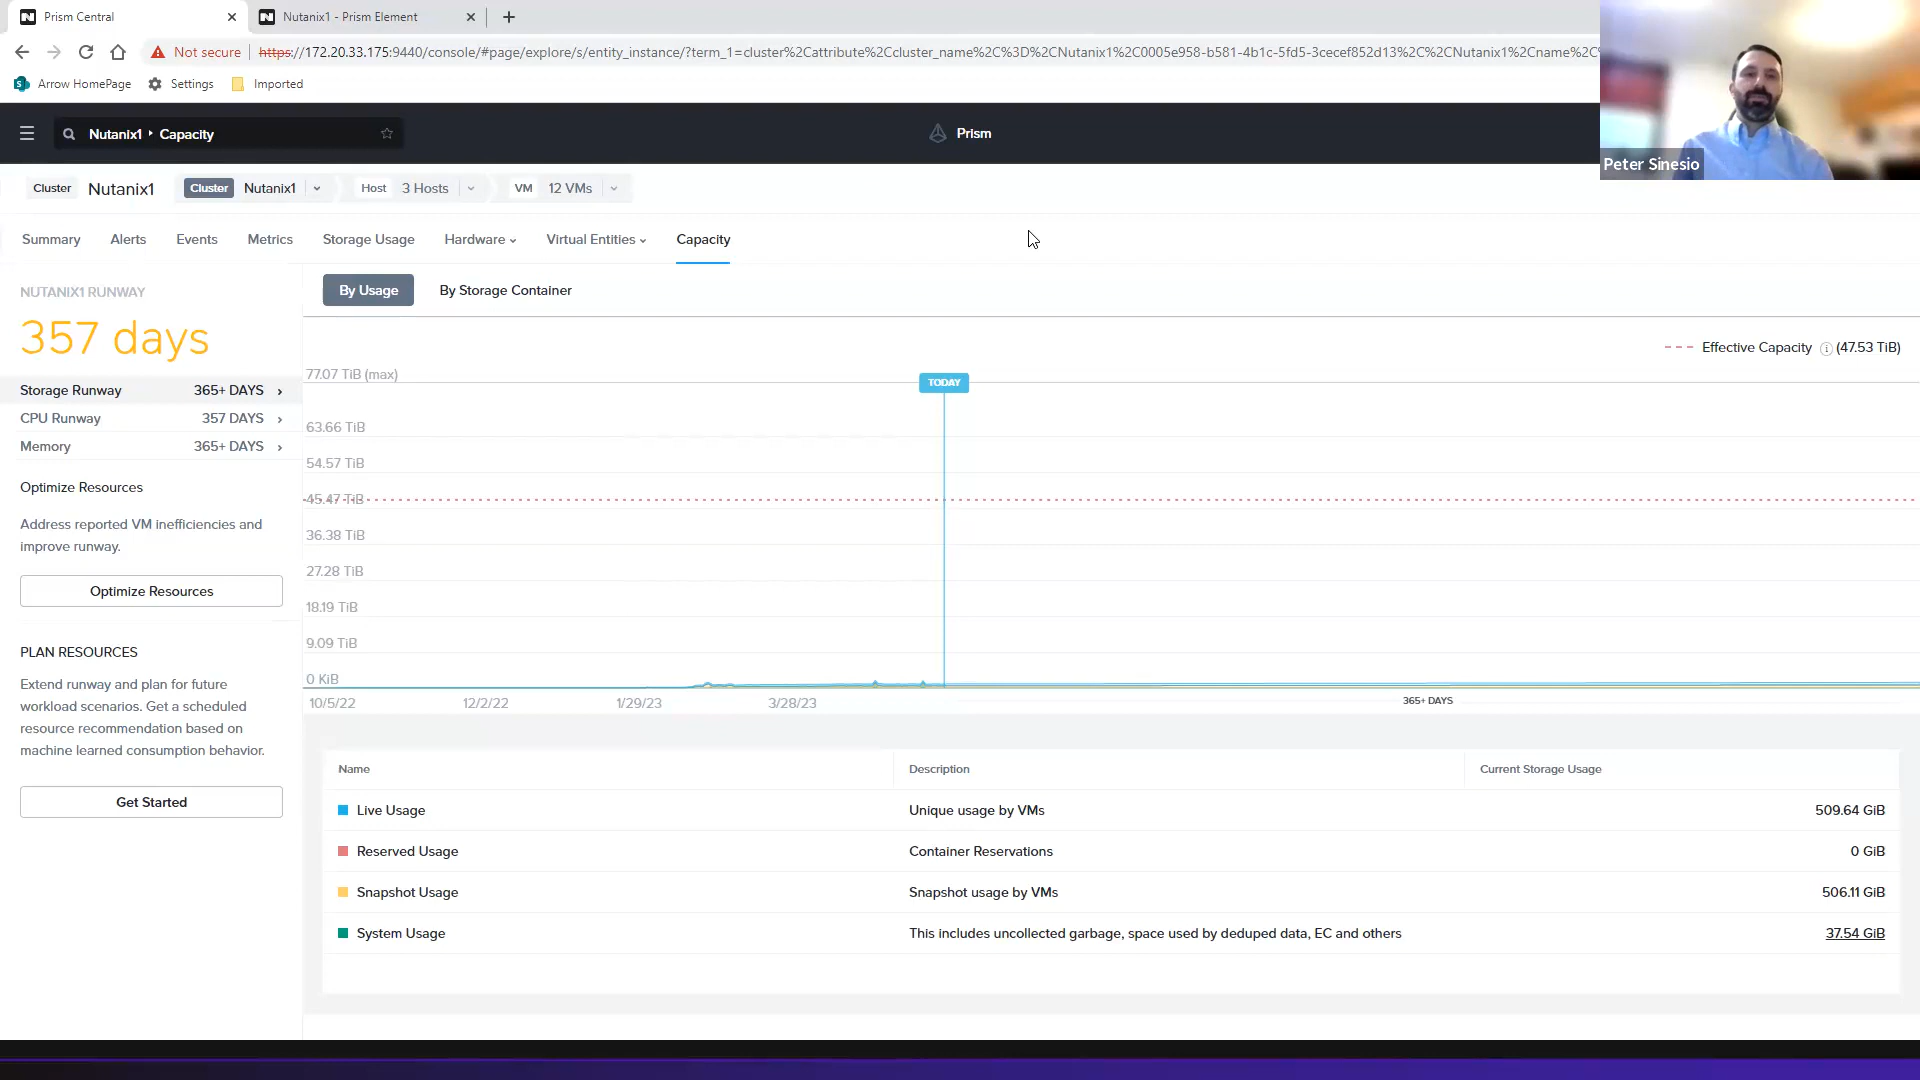 Prism Central
Nutanix1 - Prism Element
Not secure
https://172.20.33.175:9440/console/#page/explore/s/entity_instance/?term_1=cluster%2Cattribute%2Ccluster_name%2C%3D%2CNutanix1%2C0005e958-b581-4b1c-5fd5-3cecef852d13%2C%2CNutanix1%2Cname%2C%
Arrow HomePage
Settings
Imported
Nutanix1 ▸ Capacity
Prism
Peter Sinesio
Cluster Nutanix1
Cluster Nutanix1
Host 3 Hosts
VM 12 VMs
Summary
Alerts
Events
Metrics
Storage Usage
Hardware
Virtual Entities
Capacity
NUTANIX1 RUNWAY
357 days
Storage Runway 365+ DAYS
CPU Runway 357 DAYS
Memory 365+ DAYS
Optimize Resources
Address reported VM inefficiencies and
improve runway.
Optimize Resources
PLAN RESOURCES
Extend runway and plan for future
workload scenarios. Get a scheduled
resource recommendation based on
machine learned consumption behavior.
Get Started
By Usage
By Storage Container
Effective Capacity (47.53 TiB)
77.07 TiB (max)
TODAY
63.66 TiB
54.57 TiB
45.47 TiB
36.38 TiB
27.28 TiB
18.19 TiB
9.09 TiB
0 KiB
10/5/22 12/2/22 1/29/23 3/28/23 365+ DAYS
Name Description Current Storage Usage
Live Usage Unique usage by VMs 509.64 GiB
Reserved Usage Container Reservations 0 GiB
Snapshot Usage Snapshot usage by VMs 506.11 GiB
System Usage This includes uncollected garbage, space used by deduped data, EC and others 37.54 GiB